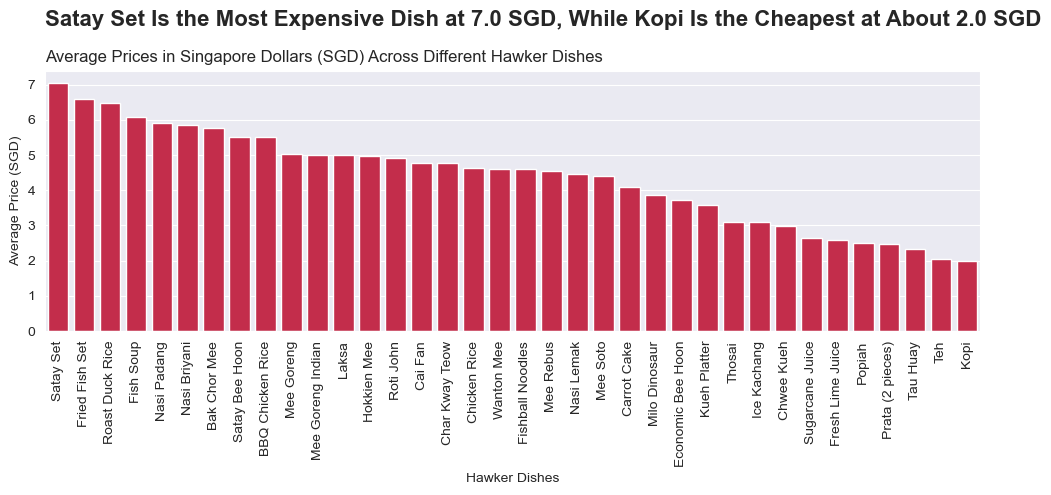 Satay Set Is the Most Expensive Dish at 7.0 SGD, While Kopi Is the Cheapest at About 2.0 SGD
Average Prices in Singapore Dollars (SGD) Across Different Hawker Dishes
Average Price (SGD)
7
6
5
4
3
2
1
0
Satay Set
Fried Fish Set
Roast Duck Rice
Fish Soup
Nasi Padang
Nasi Briyani
Bak Chor Mee
Satay Bee Hoon
BBQ Chicken Rice
Mee Goreng
Mee Goreng Indian
Laksa
Hokkien Mee
Roti John
Cai Fan
Char Kway Teow
Chicken Rice
Wanton Mee
Fishball Noodles
Mee Rebus
Nasi Lemak
Mee Soto
Carrot Cake
Milo Dinosaur
Economic Bee Hoon
Kueh Platter
Thosai
Ice Kachang
Chwee Kueh
Sugarcane Juice
Fresh Lime Juice
Popiah
Prata (2 pieces)
Tau Huay
Teh
Kopi
Hawker Dishes